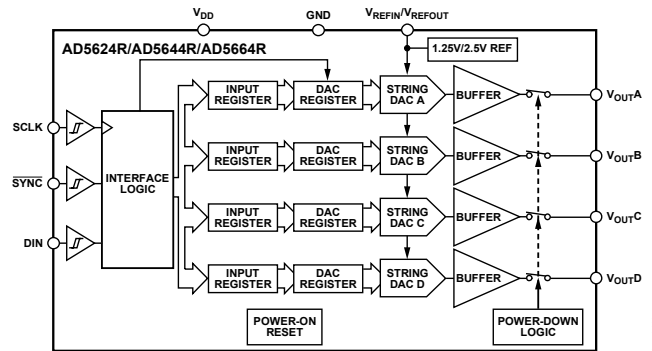 VDD
GND
VREFIN/VREFOUT
AD5624R/AD5644R/AD5664R
1.25V/2.5V REF
SCLK
SYNC
DIN
INTERFACE
LOGIC
INPUT
REGISTER
DAC
REGISTER
STRING
DAC A
BUFFER
VOUTA
INPUT
REGISTER
DAC
REGISTER
STRING
DAC B
BUFFER
VOUTB
INPUT
REGISTER
DAC
REGISTER
STRING
DAC C
BUFFER
VOUTC
INPUT
REGISTER
DAC
REGISTER
STRING
DAC D
BUFFER
VOUTD
POWER-ON
RESET
POWER-DOWN
LOGIC